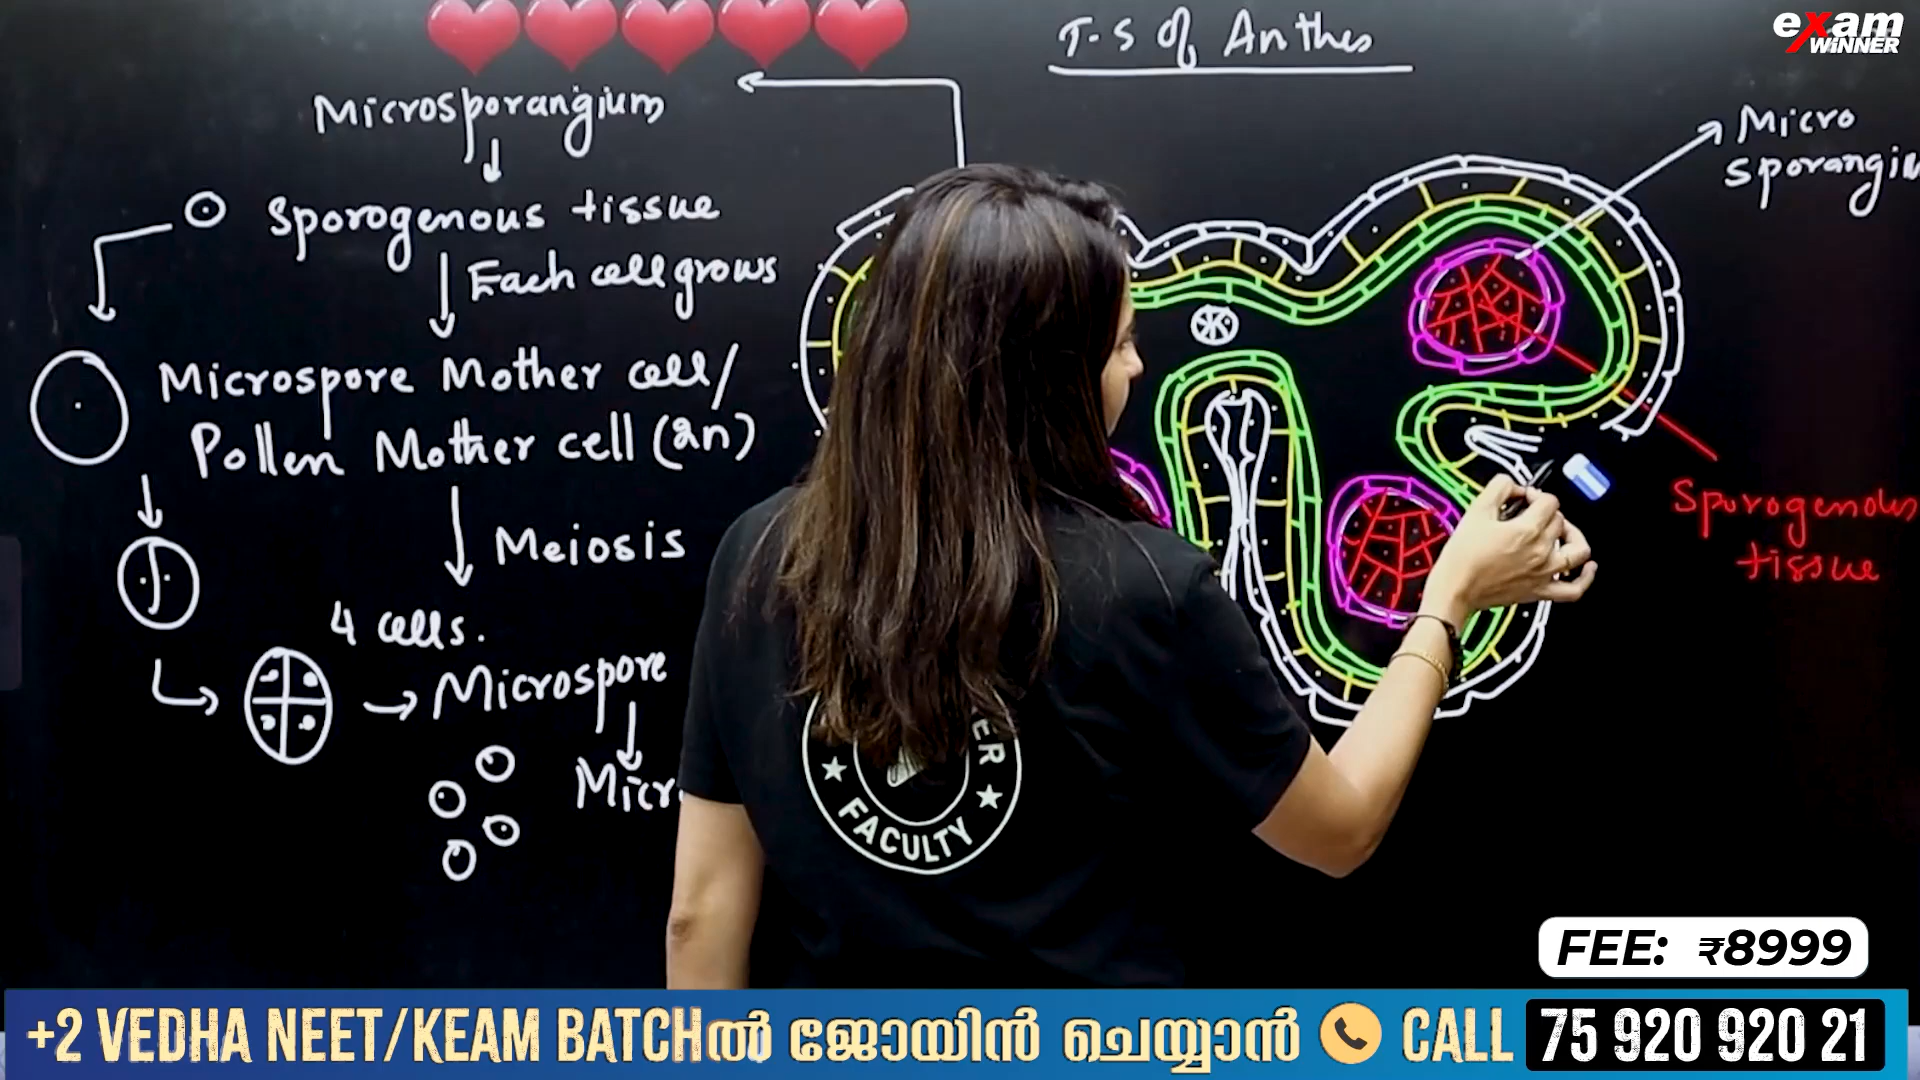 T.S Of Anther
exam
WINNER
Microsporangium
Micro
Sporogenous tissue
Each cell grows
Microspore Mother cell/
Pollen Mother cell (2n)
Meiosis
Sporogenous
tissue
4 cells.
Microspore
FACULTY
FEE: ₹8999
+2 VEDHA NEET/KEAM BATCHൽ ജോയിൻ ചെയ്യാൻ CALL 75 920 920 21